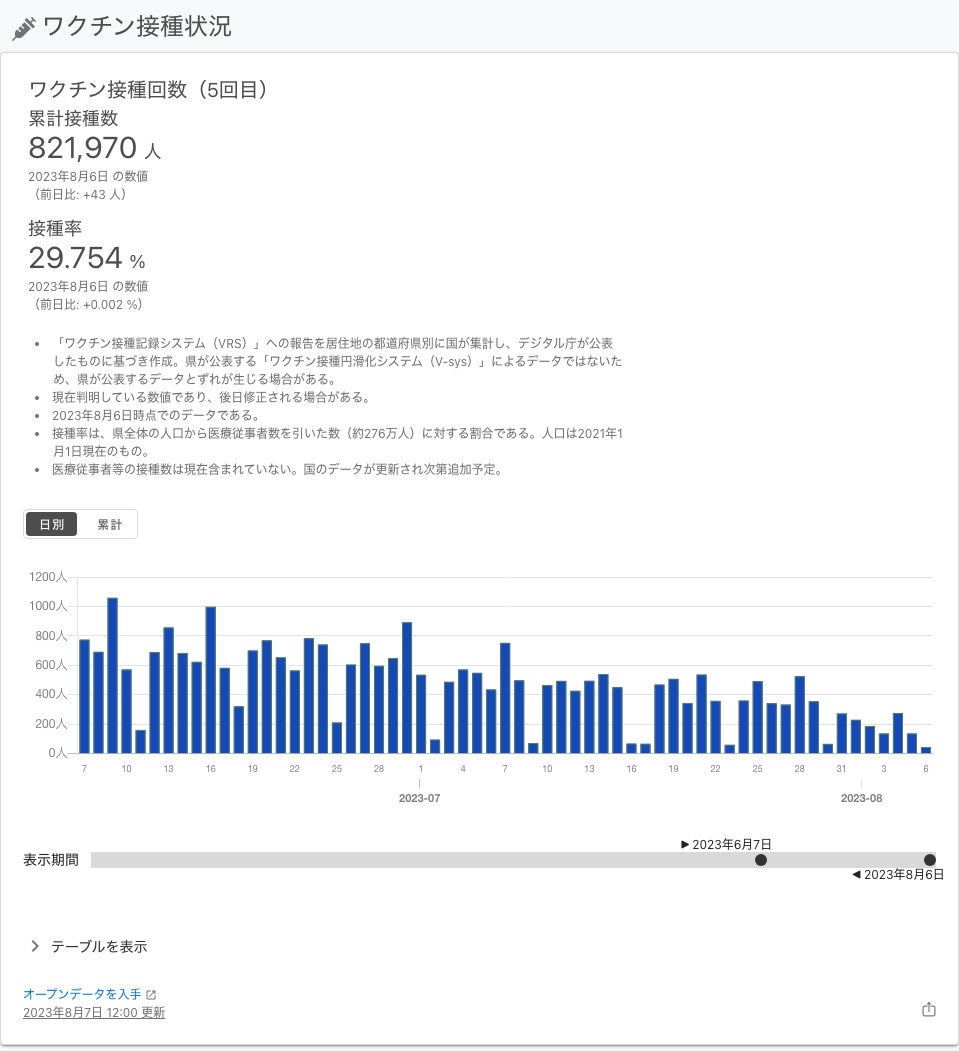 ワクチン接種状況
ワクチン接種回数（5回目）
累計接種数
821,970 人
2023年8月6日 の数値
（前日比: +43 人）
接種率
29.754 %
2023年8月6日 の数値
（前日比: +0.002 %）
• 「ワクチン接種記録システム（VRS）」への報告を居住地の都道府県別に国が集計し、デジタル庁が公表
したものに基づき作成。県が公表する「ワクチン接種円滑化システム（V-sys）」によるデータではないた
め、県が公表するデータとずれが生じる場合がある。
• 現在判明している数値であり、後日修正される場合がある。
• 2023年8月6日時点でのデータである。
• 接種率は、県全体の人口から医療従事者数を引いた数（約276万人）に対する割合である。人口は2021年1
月1日現在のもの。
• 医療従事者等の接種数は現在含まれていない。国のデータが更新され次第追加予定。
日別 累計
1200人
1000人
800人
600人
400人
200人
0人
7 10 13 16 19 22 25 28 1 4 7 10 13 16 19 22 25 28 31 3 6
2023-07 2023-08
▶ 2023年6月7日
表示期間
◀ 2023年8月6日
テーブルを表示
オープンデータを入手
2023年8月7日 12:00 更新